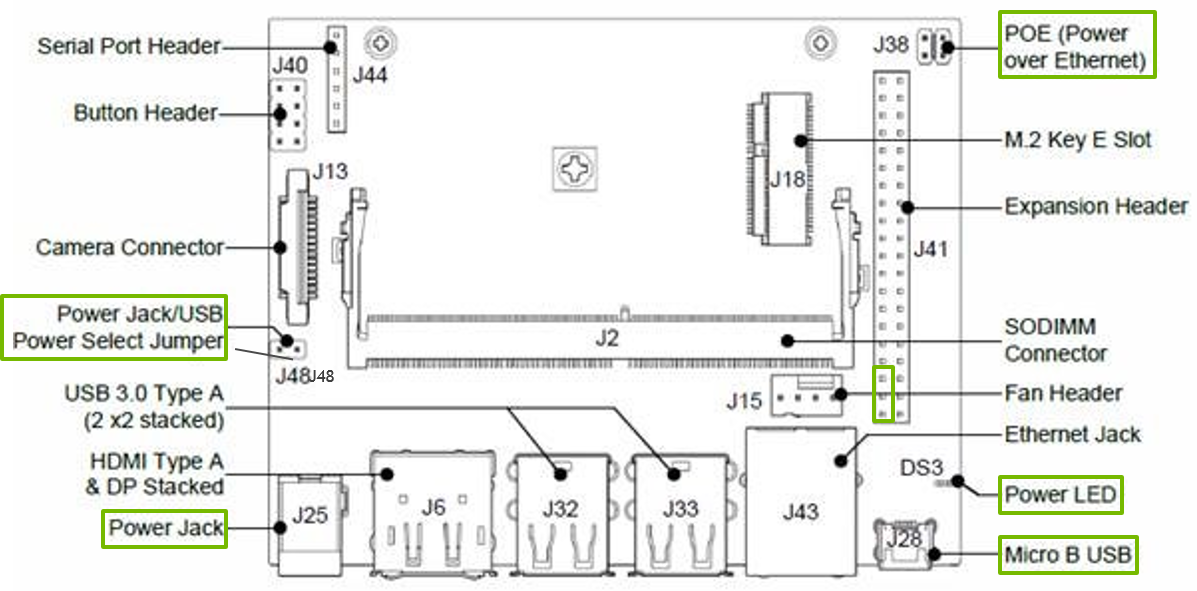 Serial Port Header
J40
J44
Button Header
J13
Camera Connector
Power Jack/USB
Power Select Jumper
J48
J48
USB 3.0 Type A
(2 x2 stacked)
HDMI Type A
& DP Stacked
Power Jack
J25
J6
J32
J33
J43
J28
DS3
J15
J2
J18
J41
J38
POE (Power
over Ethernet)
M.2 Key E Slot
Expansion Header
SODIMM
Connector
Fan Header
Ethernet Jack
Power LED
Micro B USB